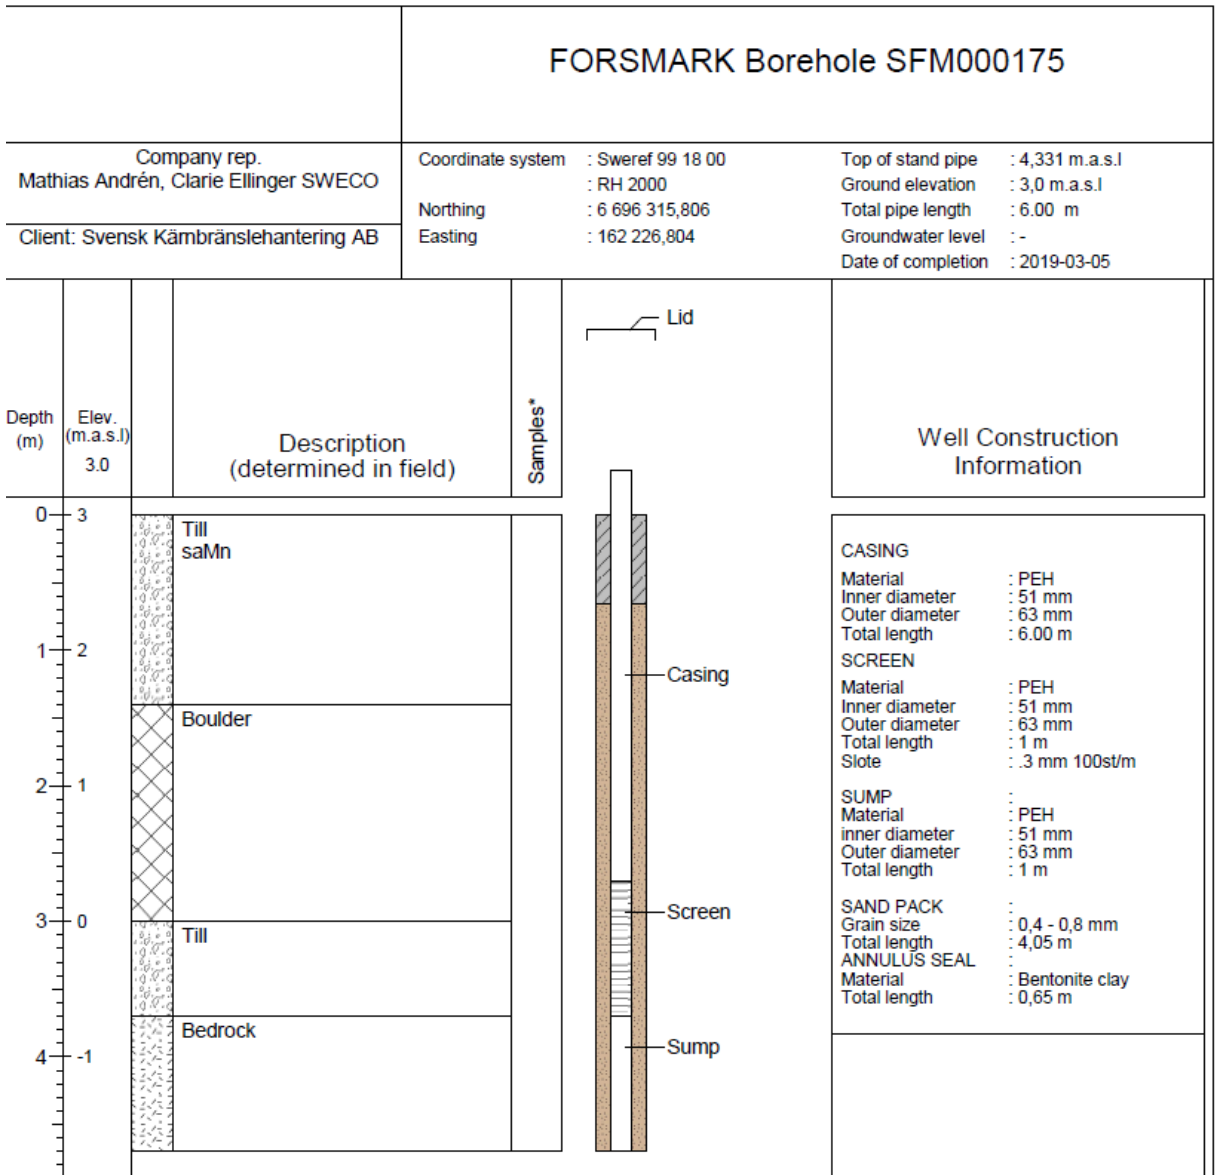 FORSMARK Borehole SFM000175
Company rep.
Mathias Andrén, Clarie Ellinger SWECO
Client: Svensk Kärnbränslehantering AB
Coordinate system : Sweref 99 18 00
: RH 2000
Northing : 6 696 315,806
Easting : 162 226,804
Top of stand pipe : 4,331 m.a.s.l
Ground elevation : 3,0 m.a.s.l
Total pipe length : 6.00 m
Groundwater level : -
Date of completion : 2019-03-05
Depth
(m)
Elev.
(m.a.s.l)
3.0
Description
(determined in field)
Samples*
Lid
Well Construction
Information
0 3
1 2
2 1
3 0
4 -1
Till
saMn
Boulder
Till
Bedrock
Casing
Screen
Sump
CASING
Material : PEH
Inner diameter : 51 mm
Outer diameter : 63 mm
Total length : 6.00 m
SCREEN
Material : PEH
Inner diameter : 51 mm
Outer diameter : 63 mm
Total length : 1 m
Slote : .3 mm 100st/m
SUMP :
Material : PEH
inner diameter : 51 mm
Outer diameter : 63 mm
Total length : 1 m
SAND PACK :
Grain size : 0,4 - 0,8 mm
Total length : 4,05 m
ANNULUS SEAL :
Material : Bentonite clay
Total length : 0,65 m